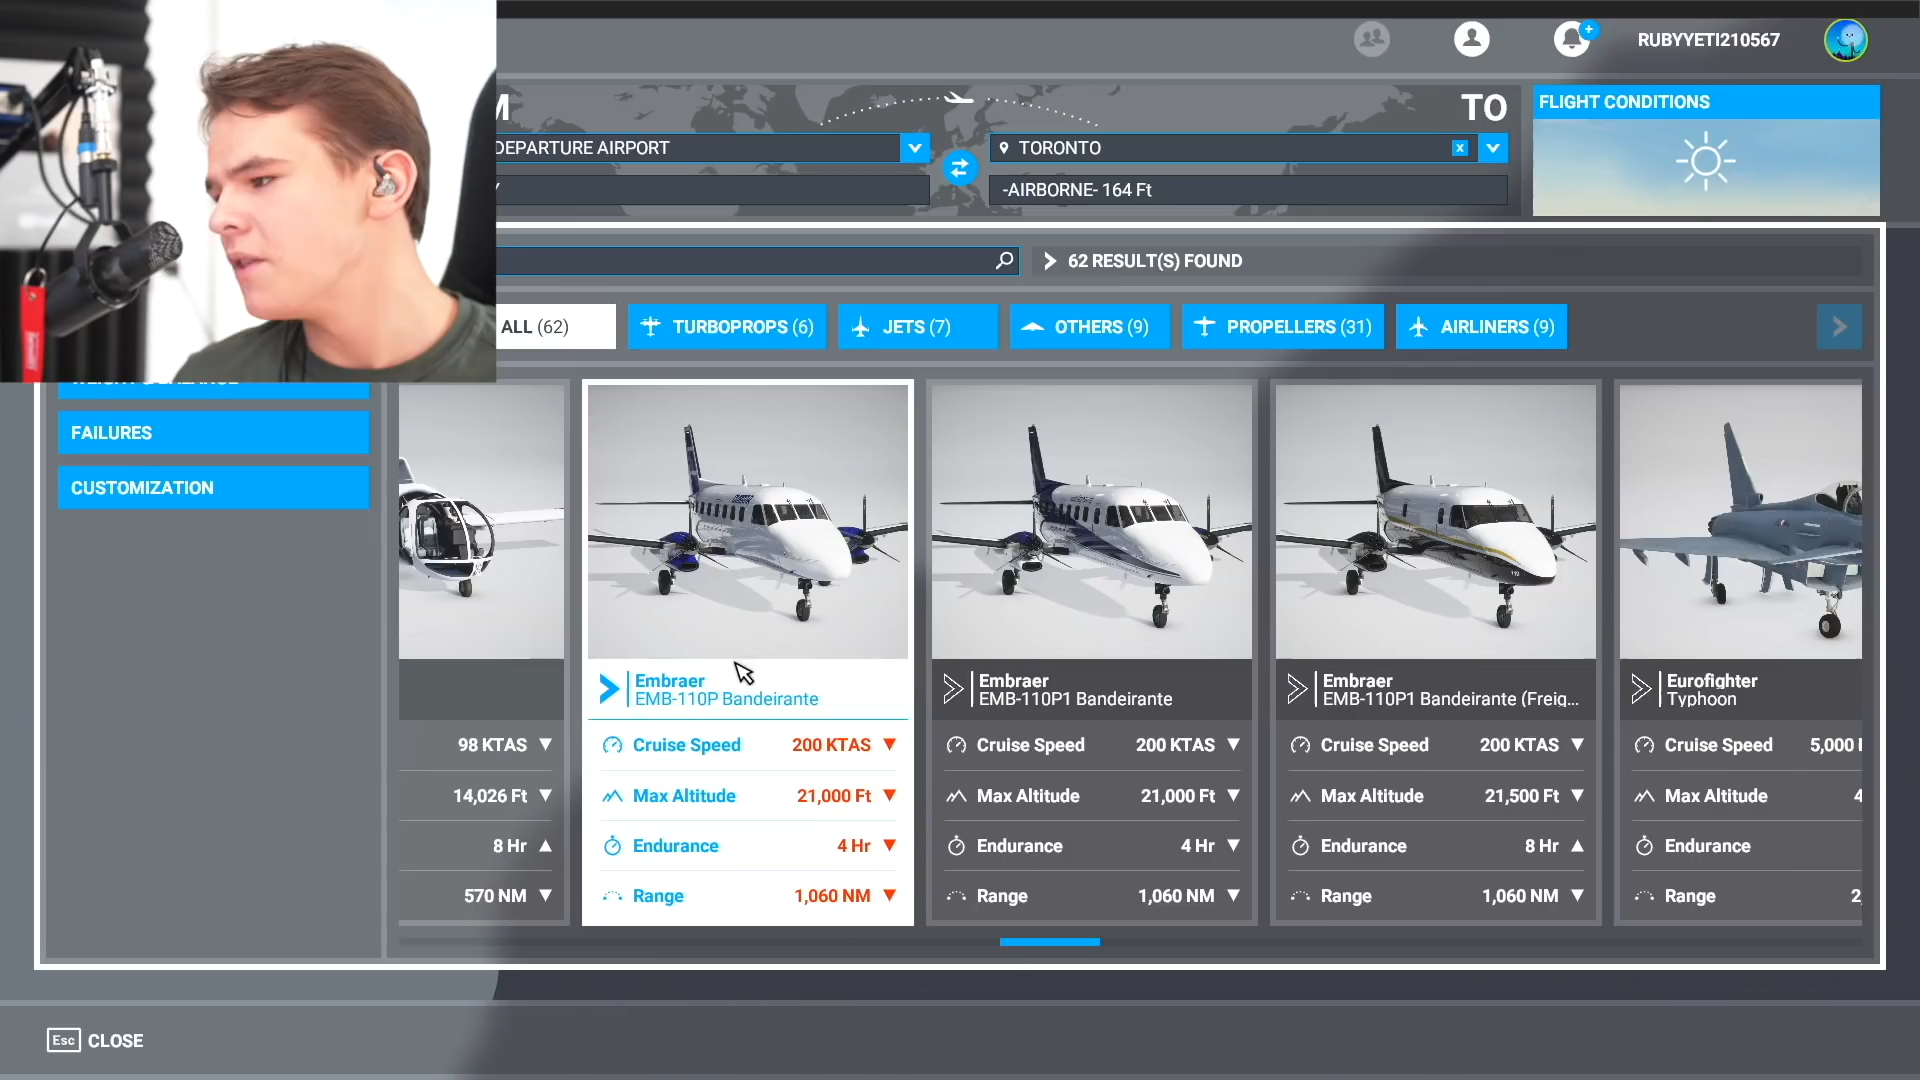 RUBYYETI210567
TO
FLIGHT CONDITIONS
DEPARTURE AIRPORT
TORONTO
-AIRBORNE- 164 Ft
62 RESULT(S) FOUND
ALL (62)
TURBOPROPS (6)
JETS (7)
OTHERS (9)
PROPELLERS (31)
AIRLINERS (9)
FAILURES
CUSTOMIZATION
98 KTAS
14,026 Ft
8 Hr
570 NM
Embraer
EMB-110P Bandeirante
Cruise Speed 200 KTAS
Max Altitude 21,000 Ft
Endurance 4 Hr
Range 1,060 NM
Embraer
EMB-110P1 Bandeirante
Cruise Speed 200 KTAS
Max Altitude 21,000 Ft
Endurance 4 Hr
Range 1,060 NM
Embraer
EMB-110P1 Bandeirante (Freig...
Cruise Speed 200 KTAS
Max Altitude 21,500 Ft
Endurance 8 Hr
Range 1,060 NM
Eurofighter
Typhoon
Cruise Speed 5,000
Max Altitude 4
Endurance
Range 2,
Esc CLOSE